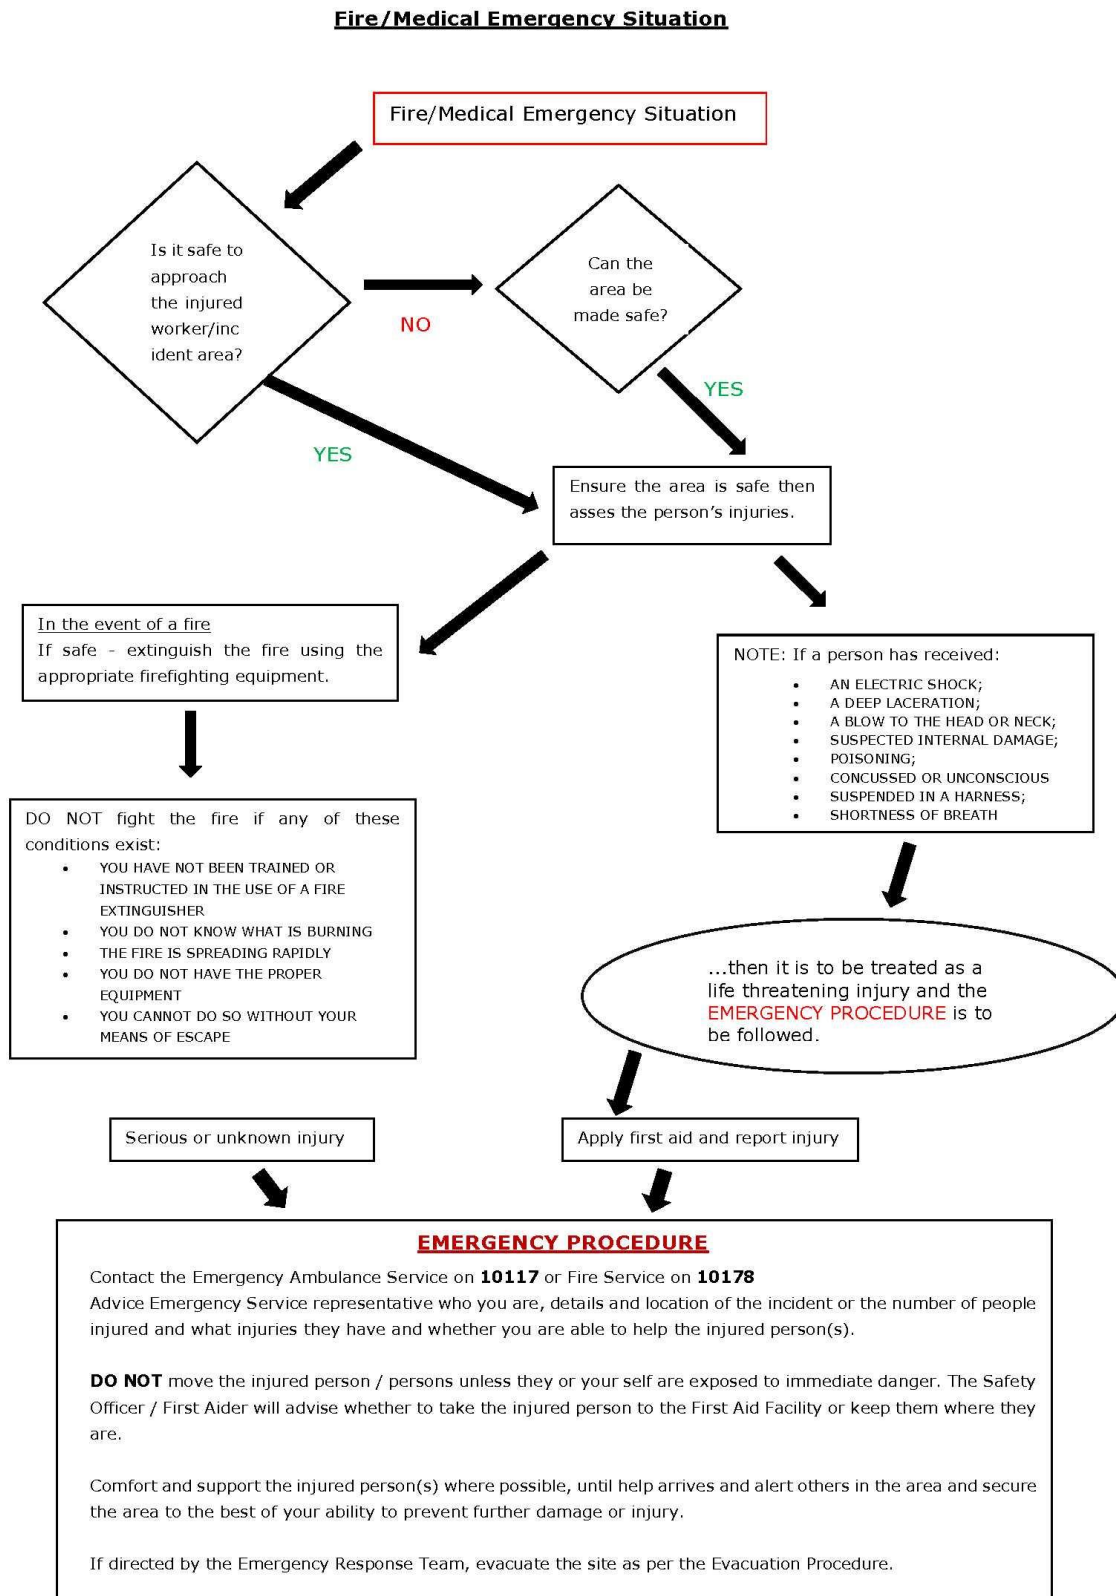 Fire/Medical Emergency Situation
Fire/Medical Emergency Situation
Is it safe to
approach
the injured
worker/inc
ident area?
NO
Can the
area be
made safe?
YES
YES
Ensure the area is safe then
asses the person's injuries.
In the event of a fire
If safe - extinguish the fire using the
appropriate firefighting equipment.
NOTE: If a person has received:
• AN ELECTRIC SHOCK;
• A DEEP LACERATION;
• A BLOW TO THE HEAD OR NECK;
• SUSPECTED INTERNAL DAMAGE;
• POISONING;
• CONCUSSED OR UNCONSCIOUS
• SUSPENDED IN A HARNESS;
• SHORTNESS OF BREATH
DO NOT fight the fire if any of these
conditions exist:
• YOU HAVE NOT BEEN TRAINED OR
INSTRUCTED IN THE USE OF A FIRE
EXTINGUISHER
• YOU DO NOT KNOW WHAT IS BURNING
• THE FIRE IS SPREADING RAPIDLY
• YOU DO NOT HAVE THE PROPER
EQUIPMENT
• YOU CANNOT DO SO WITHOUT YOUR
MEANS OF ESCAPE
...then it is to be treated as a
life threatening injury and the
EMERGENCY PROCEDURE is to
be followed.
Serious or unknown injury
Apply first aid and report injury
EMERGENCY PROCEDURE
Contact the Emergency Ambulance Service on 10117 or Fire Service on 10178
Advice Emergency Service representative who you are, details and location of the incident or the number of people
injured and what injuries they have and whether you are able to help the injured person(s).
DO NOT move the injured person / persons unless they or your self are exposed to immediate danger. The Safety
Officer / First Aider will advise whether to take the injured person to the First Aid Facility or keep them where they
are.
Comfort and support the injured person(s) where possible, until help arrives and alert others in the area and secure
the area to the best of your ability to prevent further damage or injury.
If directed by the Emergency Response Team, evacuate the site as per the Evacuation Procedure.